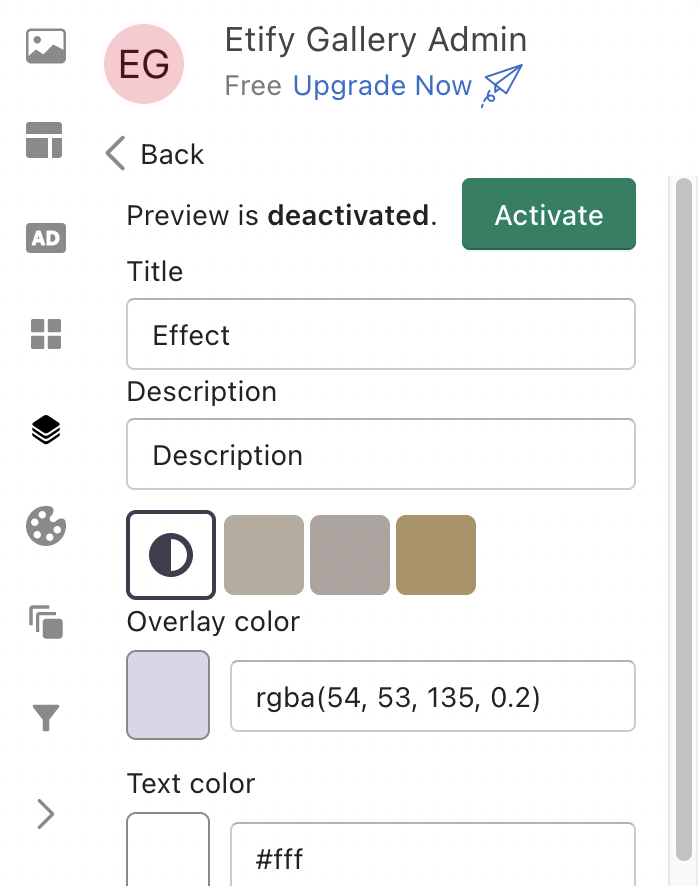 EG
Etify Gallery Admin
Free Upgrade Now
Back
Preview is deactivated.
Activate
AD
Title
Effect
Description
Description
Overlay color
rgba(54, 53, 135, 0.2)
Text color
#fff